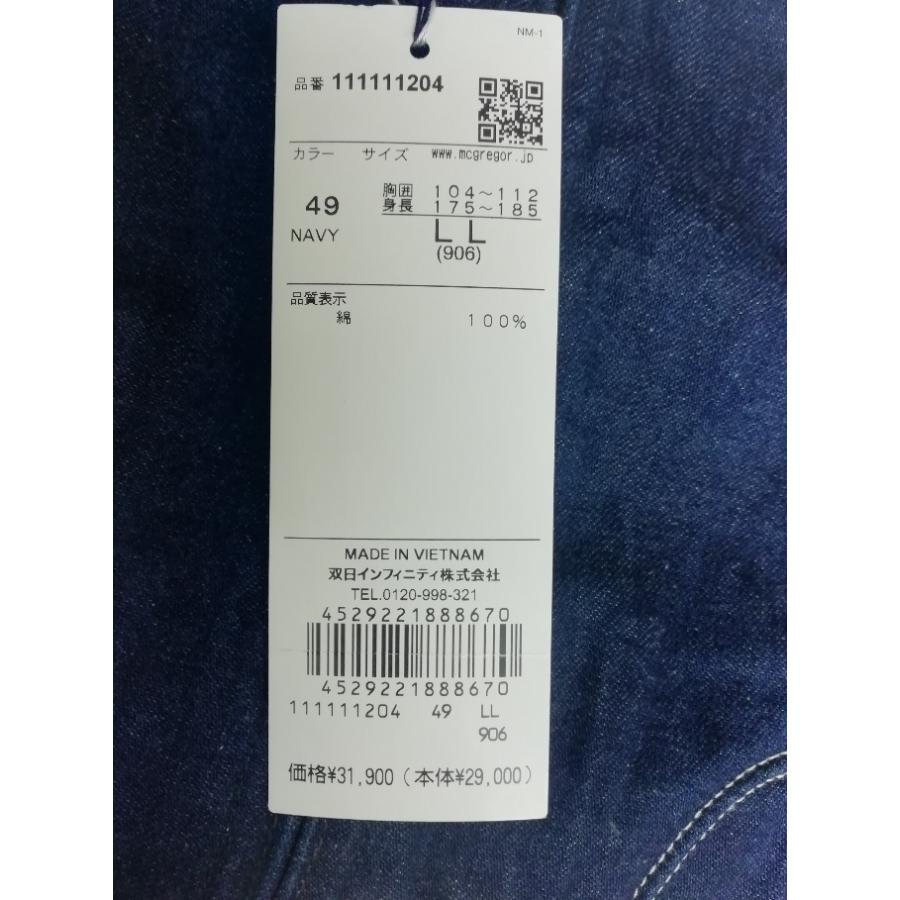 NM-1
品番 111111204
カラー サイズ www.mcgregor.jp
胸囲 104～112
身長 175～185
49 LL
NAVY (906)
品質表示
綿 100%
MADE IN VIETNAM
双日インフィニティ株式会社
TEL.0120-998-321
4529221888670
4529221888670
111111204 49 LL
906
価格¥31,900(本体¥29,000)